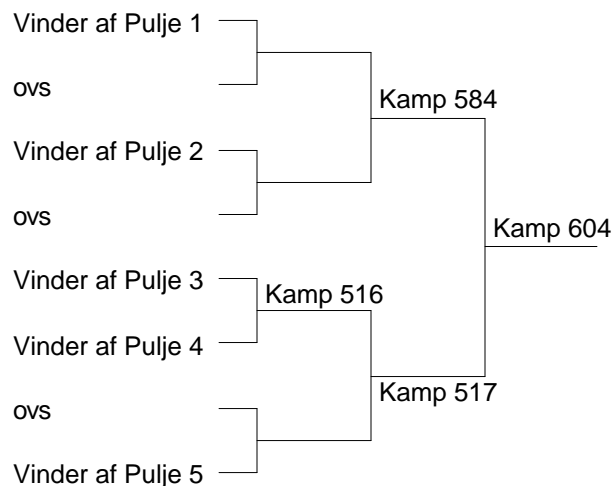 Vinder af Pulje 1
ovs
Kamp 584
Vinder af Pulje 2
ovs
Kamp 604
Vinder af Pulje 3
Kamp 516
Vinder af Pulje 4
Kamp 517
ovs
Vinder af Pulje 5